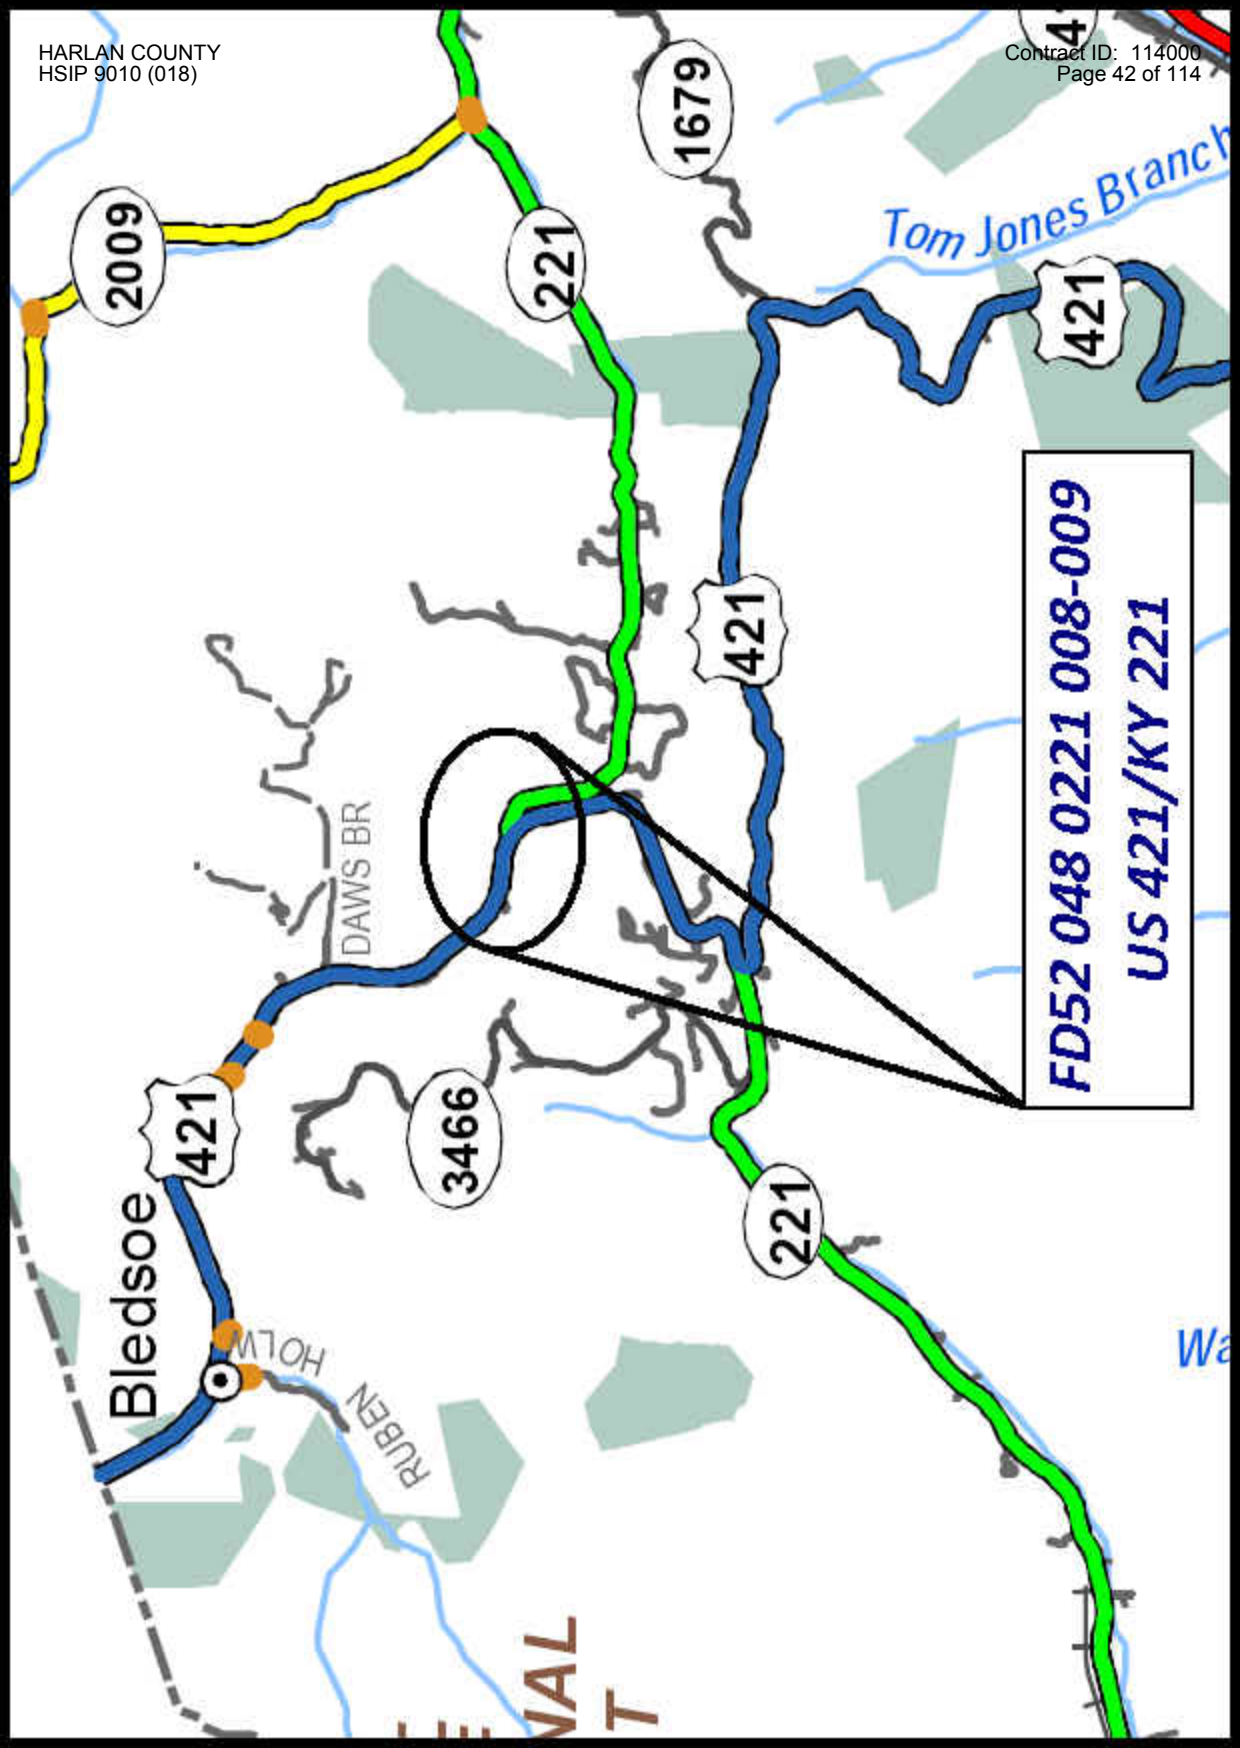 HARLAN COUNTY
HSIP 9010 (018)
Contract ID: 114000
Page 42 of 114
1679
Tom Jones Branch
2009
221
421
421
FD52 048 0221 008-009
US 421/KY 221
DAWS BR
421
3466
Bledsoe
221
HOLW
RUBEN